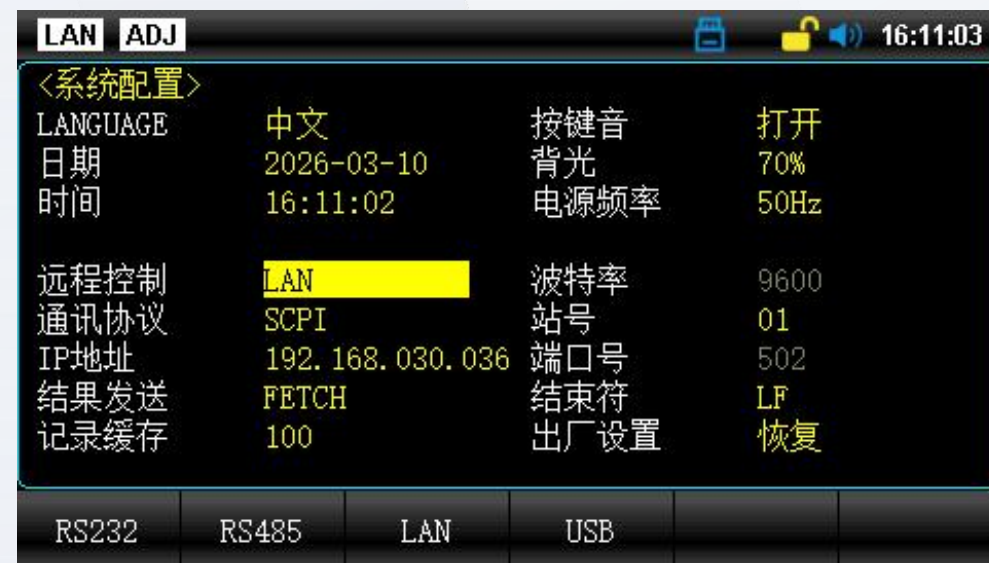 LAN ADJ 16:11:03
<系统配置>
LANGUAGE 中文 按键音 打开
日期 2026-03-10 背光 70%
时间 16:11:02 电源频率 50Hz
远程控制 LAN 波特率 9600
通讯协议 SCPI 站号 01
IP地址 192.168.030.036 端口号 502
结果发送 FETCH 结束符 LF
记录缓存 100 出厂设置 恢复
RS232 RS485 LAN USB